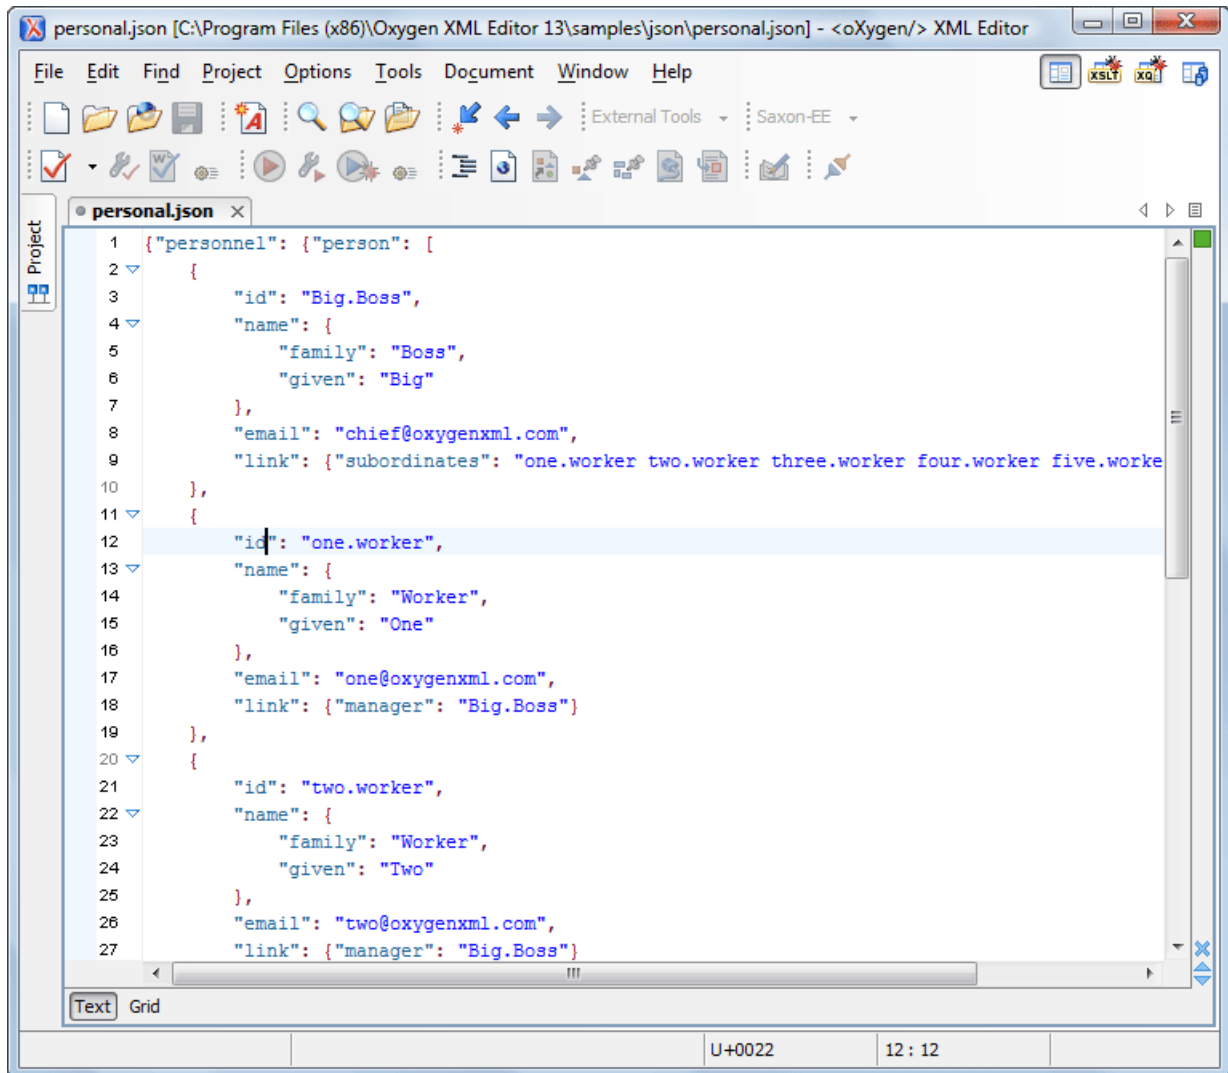 personal.json [C:\Program Files (x86)\Oxygen XML Editor 13\samples\json\personal.json] - <oXygen/> XML Editor
File Edit Find Project Options Tools Document Window Help
XSLT XQ
External Tools Saxon-EE
Project
personal.json
1 {"personnel": {"person": [
2 {
3 "id": "Big.Boss",
4 "name": {
5 "family": "Boss",
6 "given": "Big"
7 },
8 "email": "chief@oxygenxml.com",
9 "link": {"subordinates": "one.worker two.worker three.worker four.worker five.worke
10 },
11 {
12 "id": "one.worker",
13 "name": {
14 "family": "Worker",
15 "given": "One"
16 },
17 "email": "one@oxygenxml.com",
18 "link": {"manager": "Big.Boss"}
19 },
20 {
21 "id": "two.worker",
22 "name": {
23 "family": "Worker",
24 "given": "Two"
25 },
26 "email": "two@oxygenxml.com",
27 "link": {"manager": "Big.Boss"}
Text Grid
U+0022 12 : 12